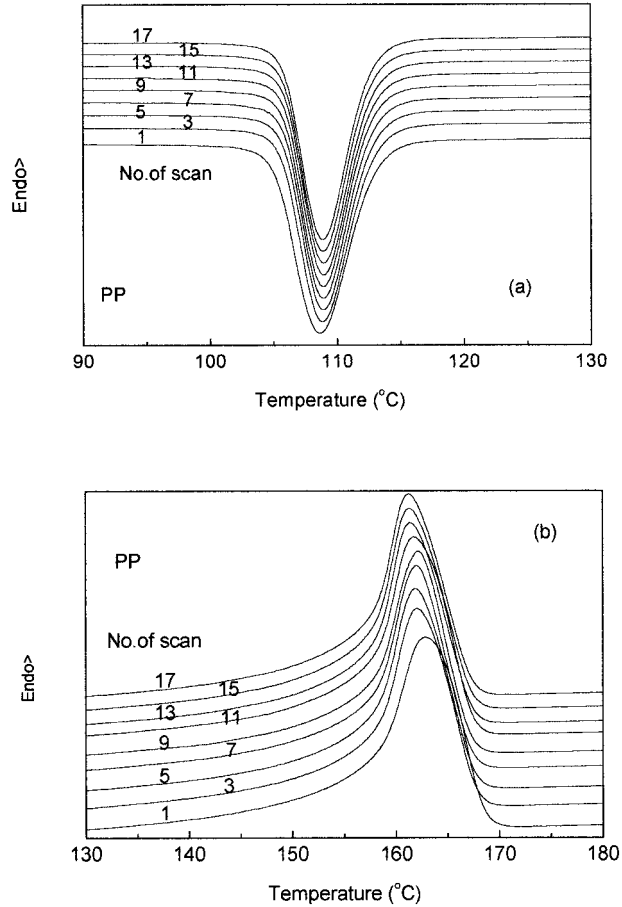 17
15
13
11
9
7
5
3
1
No.of scan
Endo>
PP
(a)
90 100 110 120 130
Temperature (°C)
(b)
PP
No.of scan
Endo>
17
15
13
11
9
7
5
3
1
130 140 150 160 170 180
Temperature (°C)